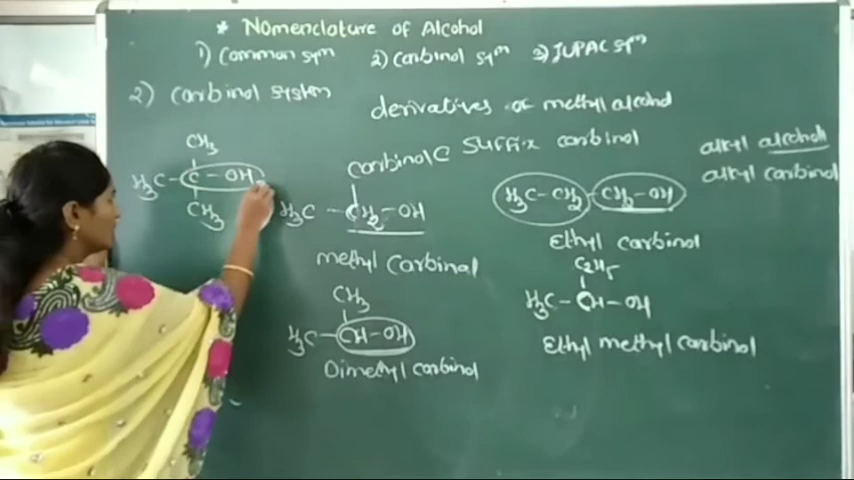 * Nomenclature of Alcohol
1) Common sym 2) Carbinol sym 3) IUPAC sym
2) Carbinol System
derivatives of methyl alcohol
Carbinol C Suffix carbinol
alkyl alcohol
alkyl carbinol
CH3
H3C - C - OH
CH3
H3C - CH2 - OH
methyl Carbinol
H3C - CH2 - CH2 - OH
Ethyl carbinol
CH3
H3C - CH - OH
Dimethyl carbinol
C2H5
H3C - CH - OH
Ethyl methyl carbinol